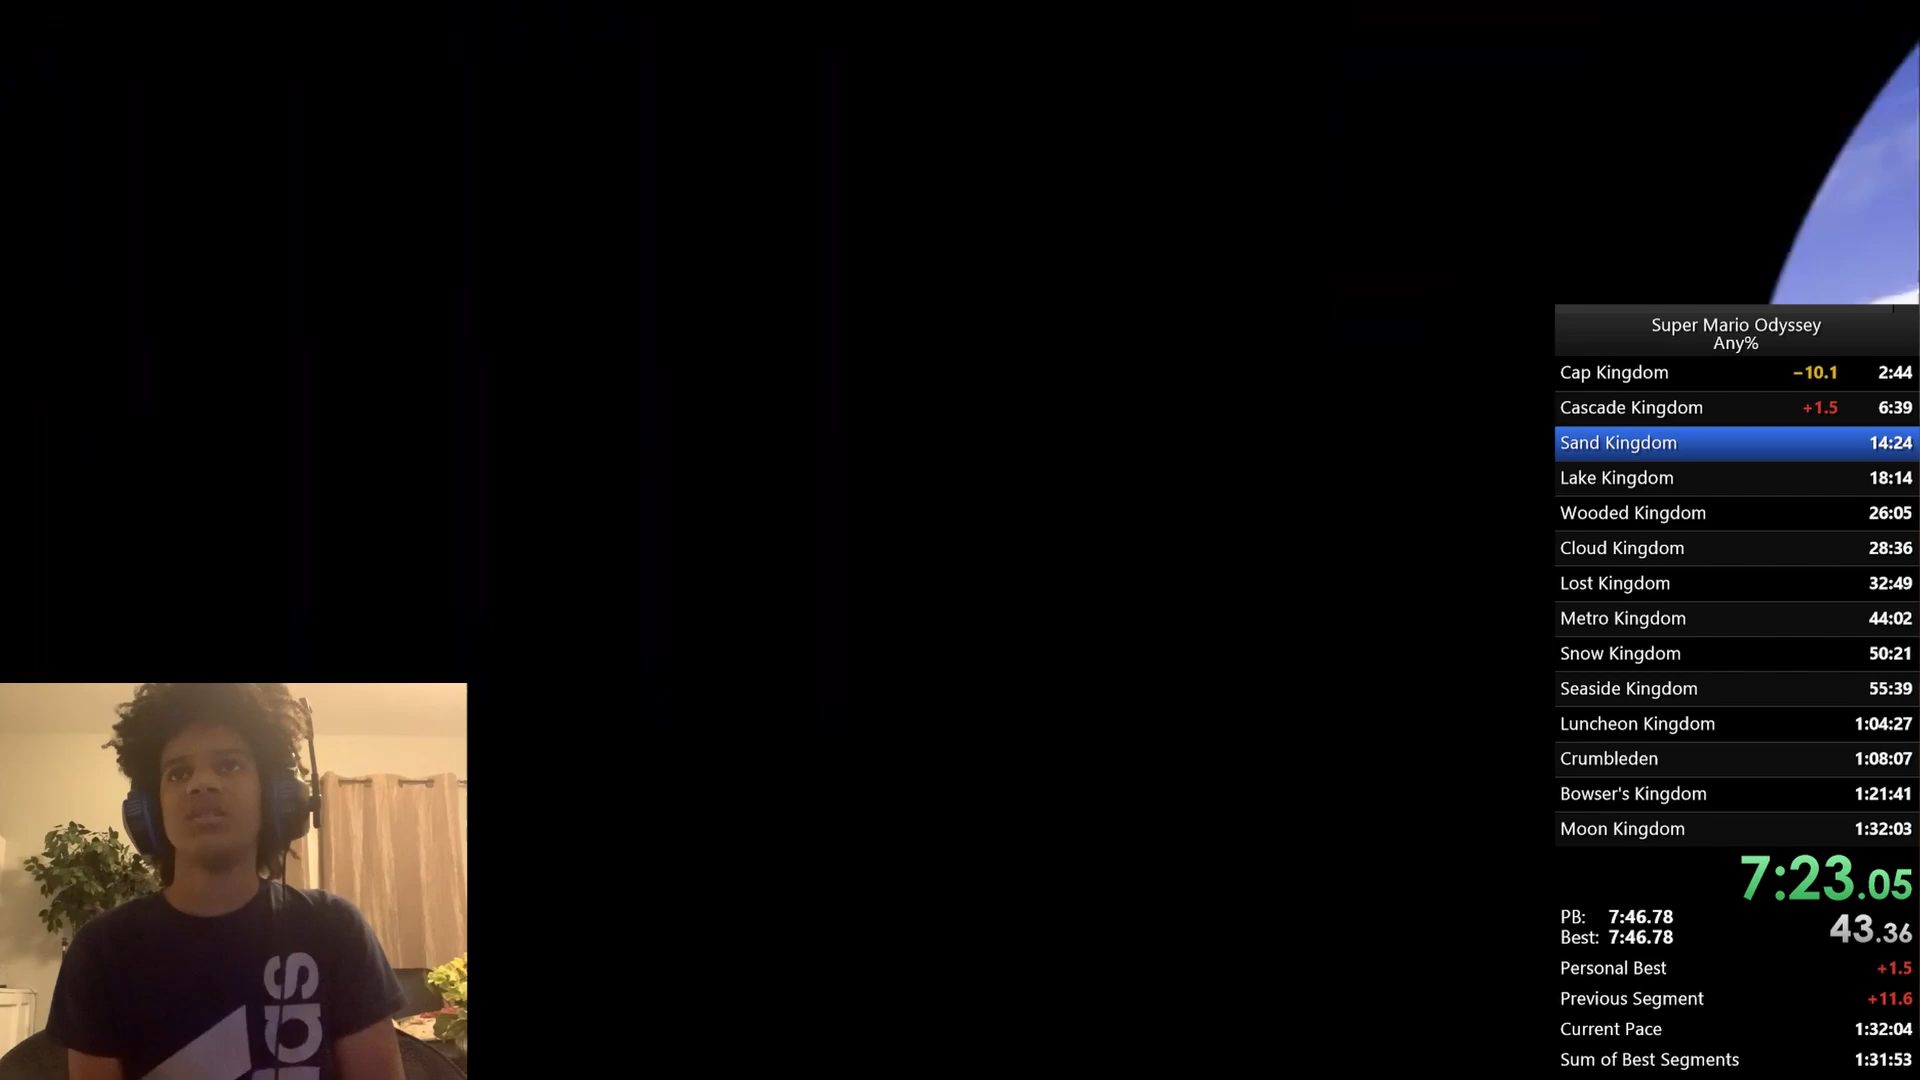 Super Mario Odyssey
Any%
Cap Kingdom −10.1 2:44
Cascade Kingdom +1.5 6:39
Sand Kingdom 14:24
Lake Kingdom 18:14
Wooded Kingdom 26:05
Cloud Kingdom 28:36
Lost Kingdom 32:49
Metro Kingdom 44:02
Snow Kingdom 50:21
Seaside Kingdom 55:39
Luncheon Kingdom 1:04:27
Crumbleden 1:08:07
Bowser's Kingdom 1:21:41
Moon Kingdom 1:32:03
7:23.05
PB: 7:46.78
Best: 7:46.78
43.36
Personal Best +1.5
Previous Segment +11.6
Current Pace 1:32:04
Sum of Best Segments 1:31:53